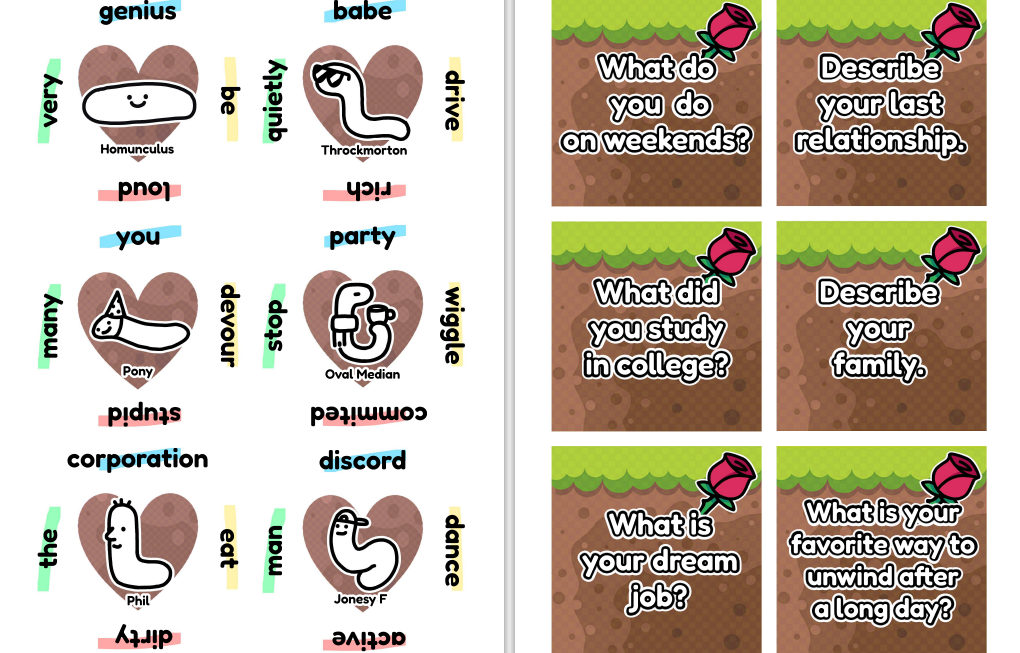 genius
very
be
Homunculus
loud
babe
quietly
drive
Throckmorton
rich
you
many
devour
Pony
stupid
party
stop
wiggle
Oval Median
commited
corporation
the
eat
Phil
dirty
discord
man
dance
Jonesy F
active
What do
you do
on weekends?
Describe
your last
relationship.
What did
you study
in college?
Describe
your
family.
What is
your dream
job?
What is your
favorite way to
unwind after
a long day?